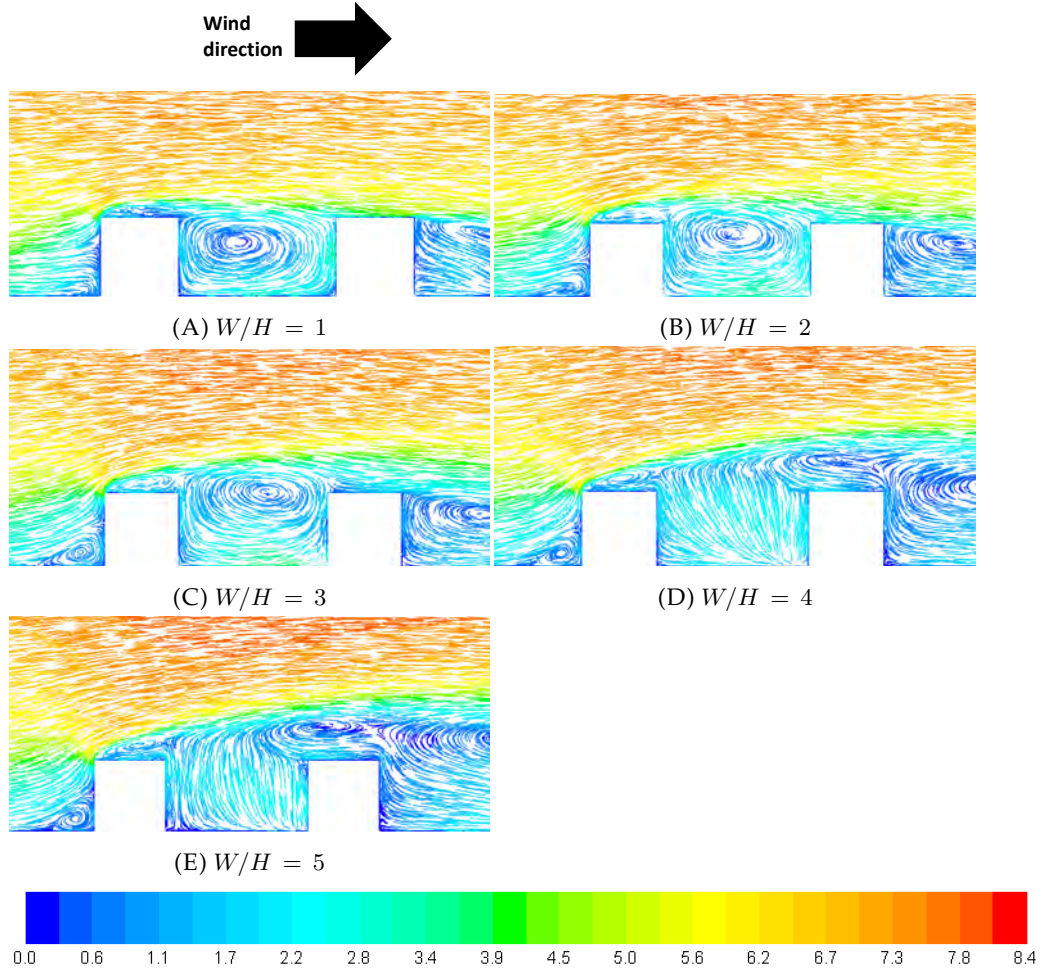 Wind
direction
(A) W/H = 1
(B) W/H = 2
(C) W/H = 3
(D) W/H = 4
(E) W/H = 5
0.0 0.6 1.1 1.7 2.2 2.8 3.4 3.9 4.5 5.0 5.6 6.2 6.7 7.3 7.8 8.4